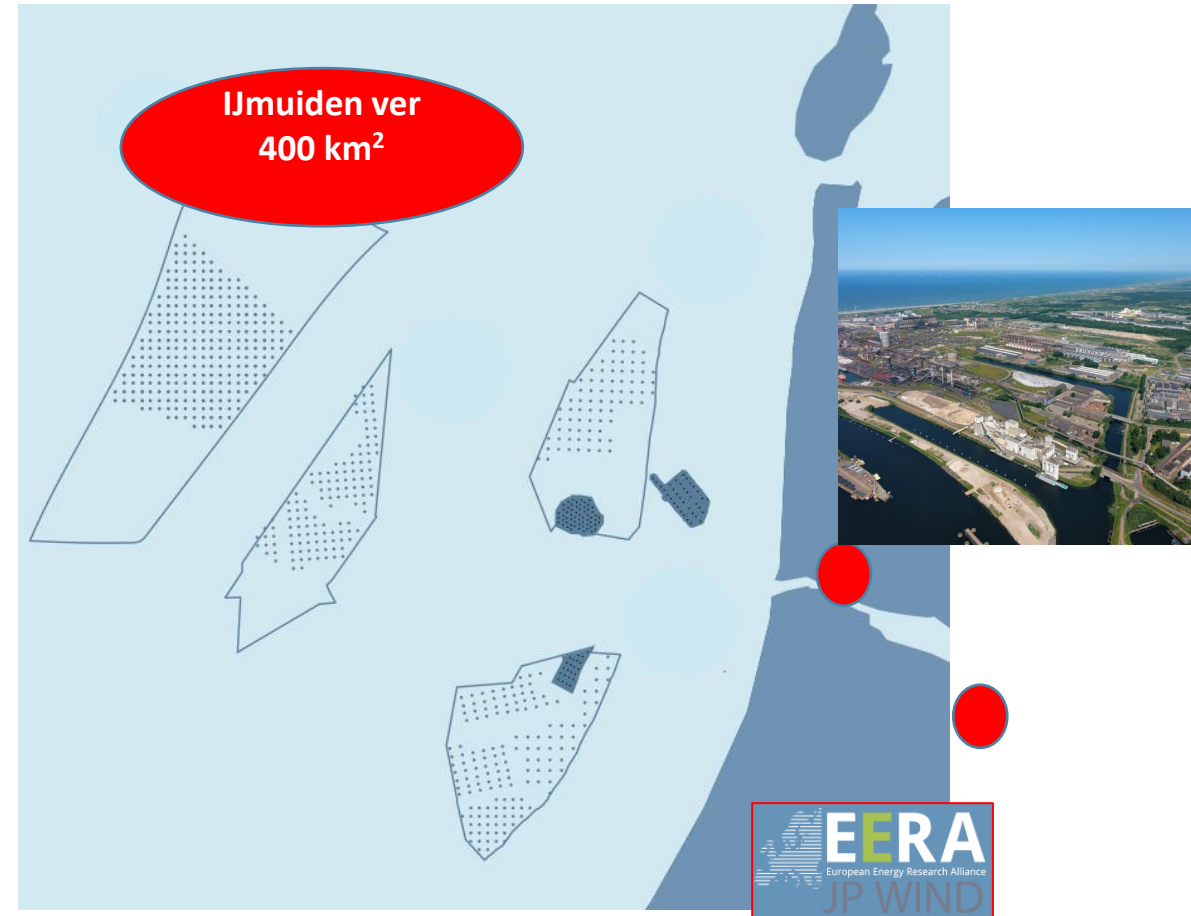 IJmuiden ver
400 km²
EERA
European Energy Research Alliance
JP WIND